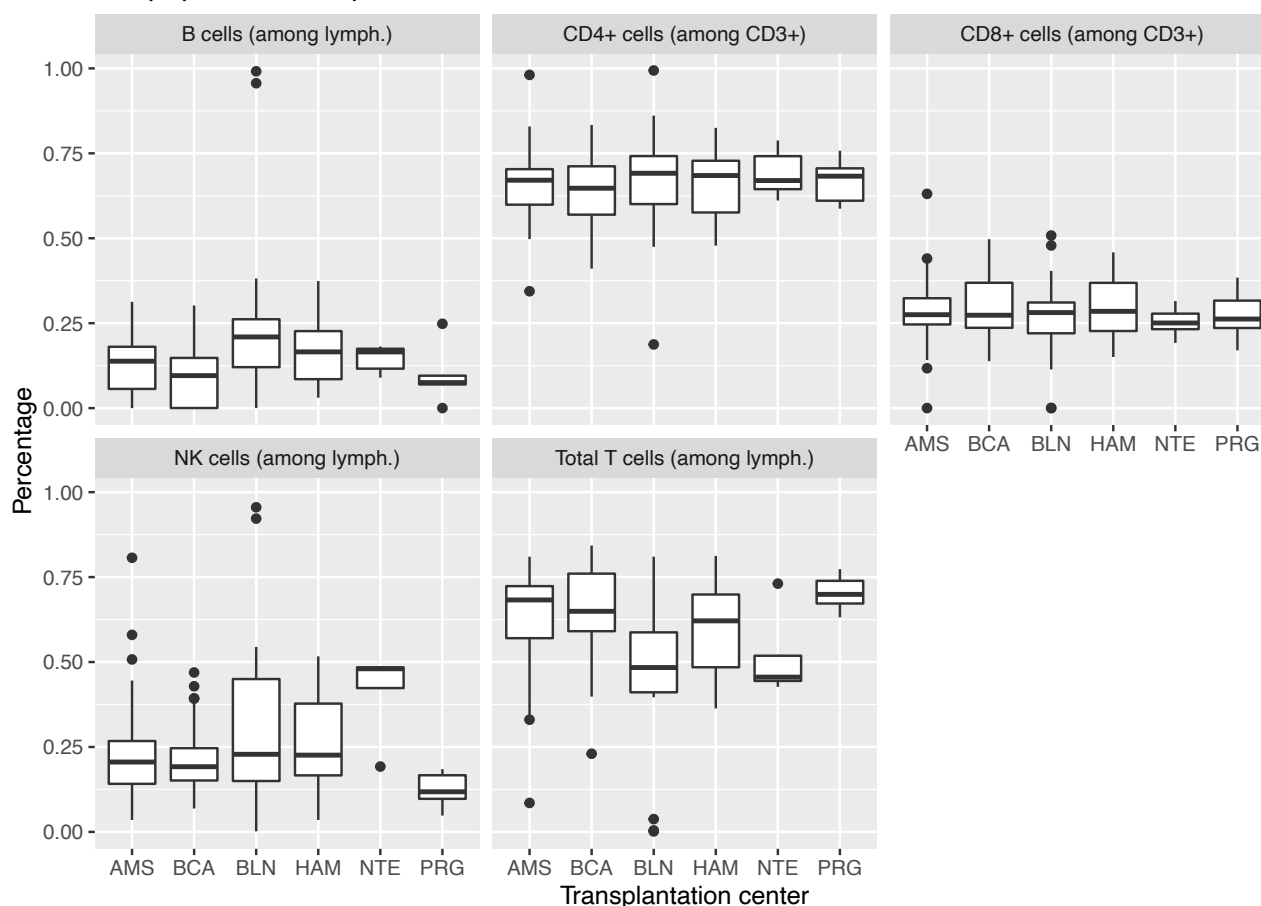 B cells (among lymph.)
CD4+ cells (among CD3+)
CD8+ cells (among CD3+)
1.00
0.75
0.50
0.25
0.00
AMS BCA BLN HAM NTE PRG
NK cells (among lymph.)
Total T cells (among lymph.)
Percentage
1.00
0.75
0.50
0.25
0.00
AMS BCA BLN HAM NTE PRG
AMS BCA BLN HAM NTE PRG
Transplantation center